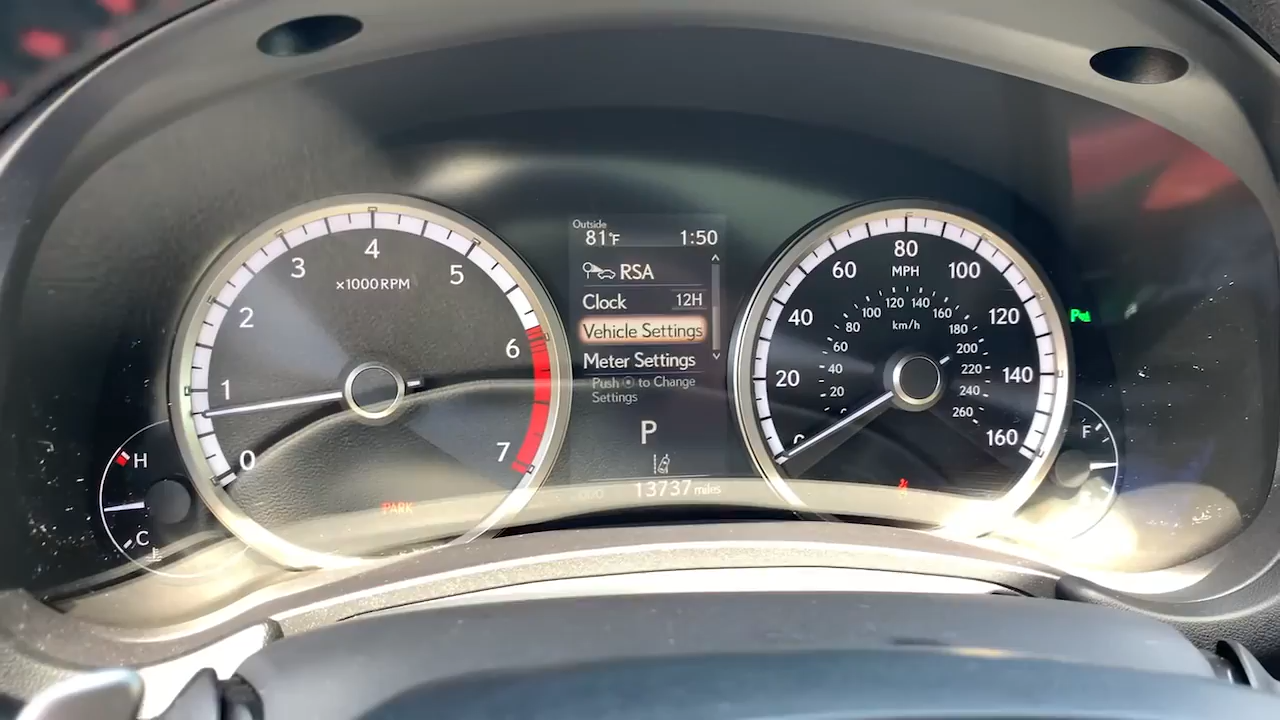 Outside
81°F 1:50
RSA
Clock 12H
Vehicle Settings
Meter Settings
Push to Change
Settings
P
13737 miles
0
1
2
3
4
5
6
7
×1000 RPM
PARK
H
C
20
40
60
80
100
120
140
160
MPH
20
40
60
80
100
120
140
160
180
200
220
240
260
km/h
F